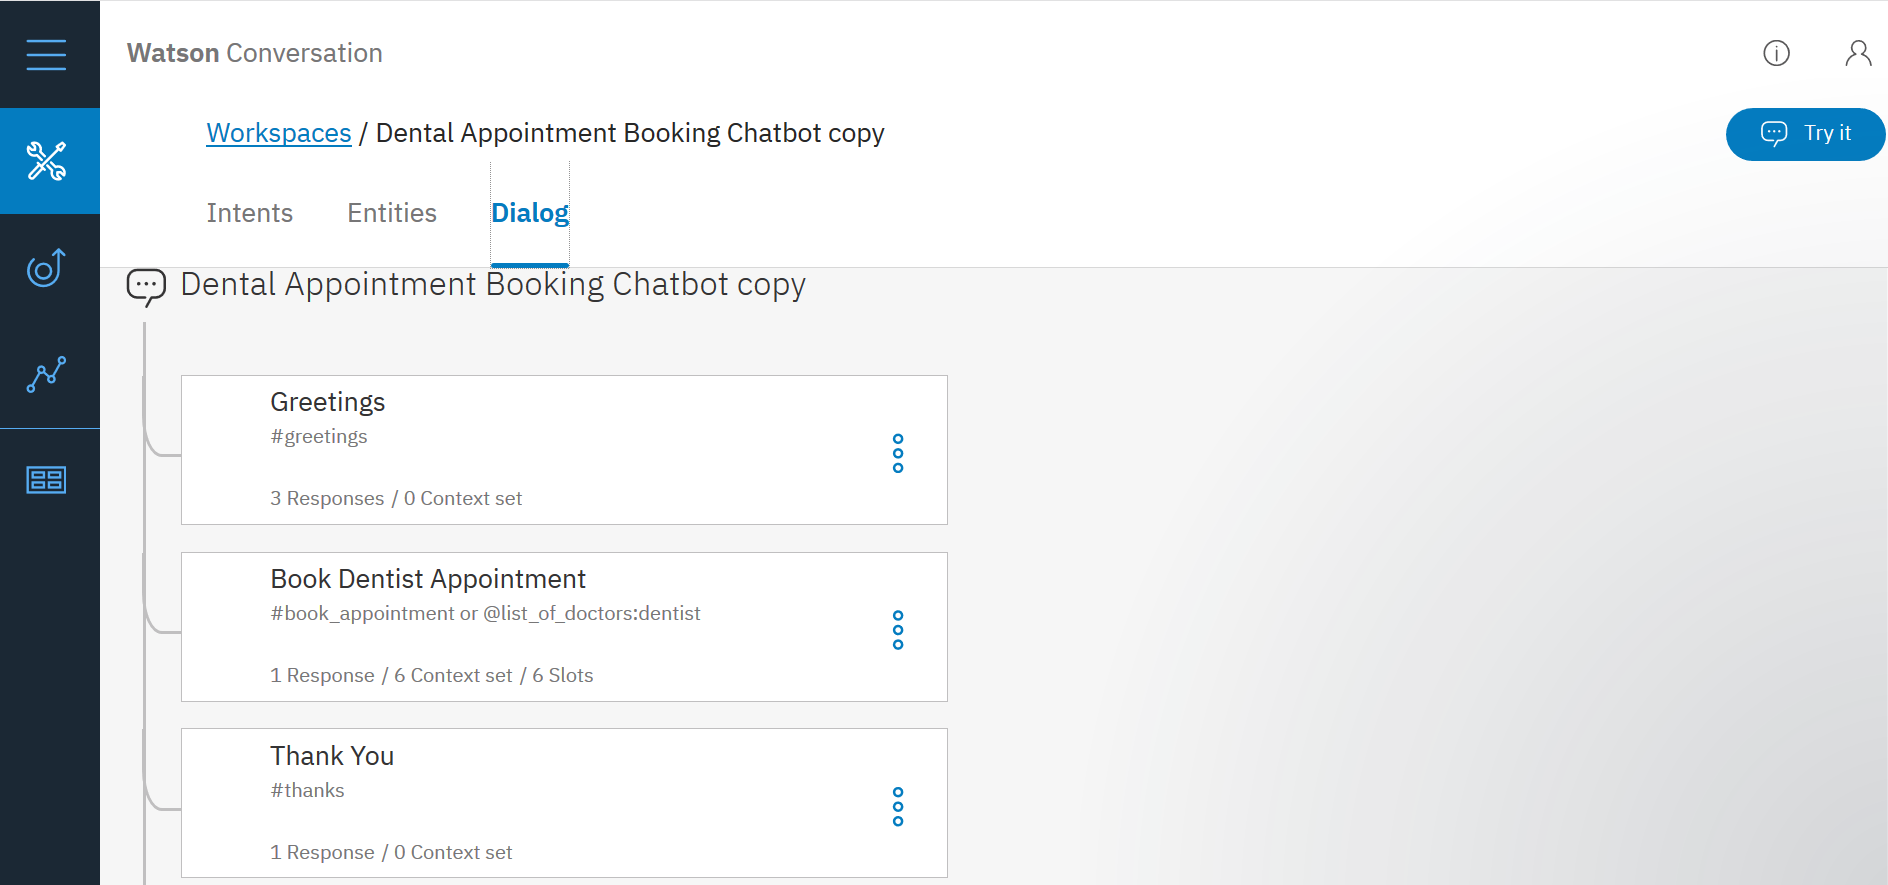 Watson Conversation
Workspaces / Dental Appointment Booking Chatbot copy
Try it
Intents Entities Dialog
Dental Appointment Booking Chatbot copy
Greetings
#greetings
3 Responses / 0 Context set
Book Dentist Appointment
#book_appointment or @list_of_doctors:dentist
1 Response / 6 Context set / 6 Slots
Thank You
#thanks
1 Response / 0 Context set